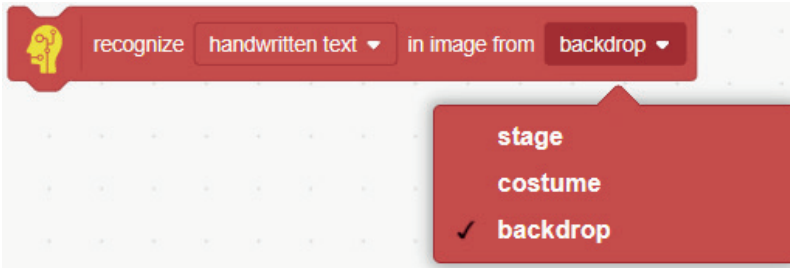 recognize handwritten text in image from backdrop
stage
costume
✓ backdrop